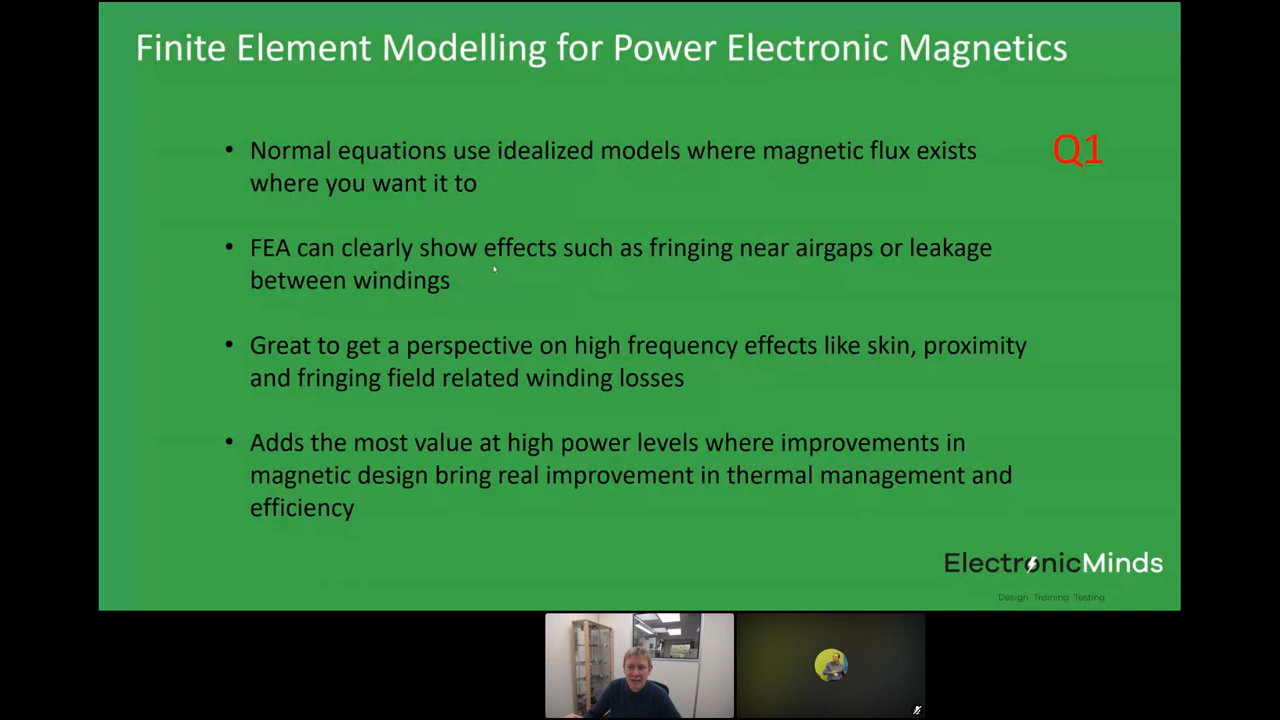 Finite Element Modelling for Power Electronic Magnetics
Q1
• Normal equations use idealized models where magnetic flux exists
where you want it to
• FEA can clearly show effects such as fringing near airgaps or leakage
between windings
• Great to get a perspective on high frequency effects like skin, proximity
and fringing field related winding losses
• Adds the most value at high power levels where improvements in
magnetic design bring real improvement in thermal management and
efficiency
ElectronicMinds
Design Training Testing